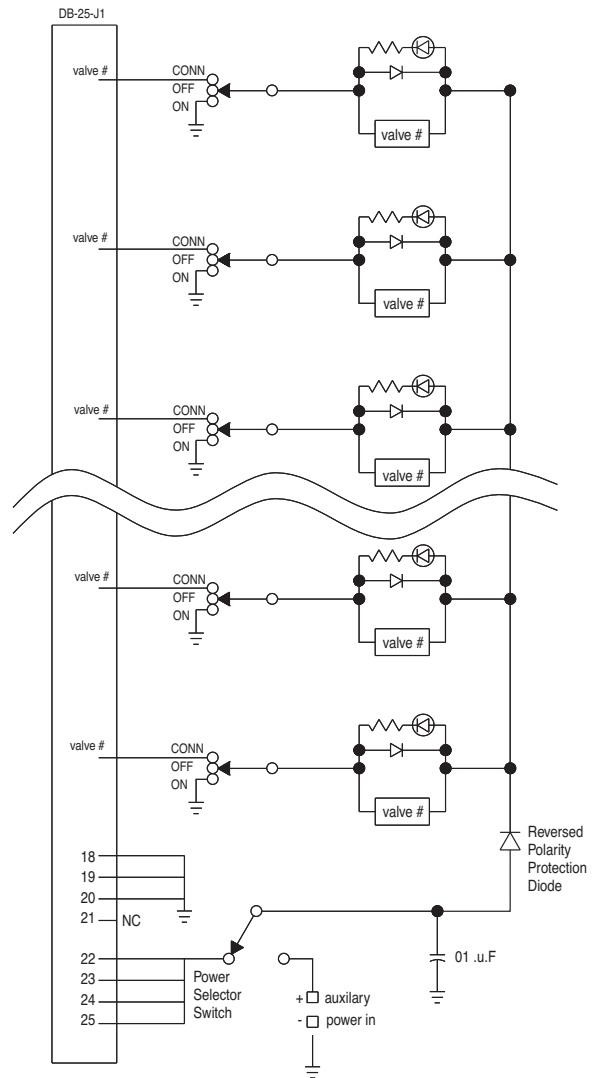 DB-25-J1
valve #
CONN
OFF
ON
valve #
valve #
CONN
OFF
ON
valve #
valve #
CONN
OFF
ON
valve #
valve #
CONN
OFF
ON
valve #
valve #
CONN
OFF
ON
valve #
Reversed
Polarity
Protection
Diode
18
19
20
21
NC
22
23
24
25
Power
Selector
Switch
01 .u.F
+ auxilary
- power in